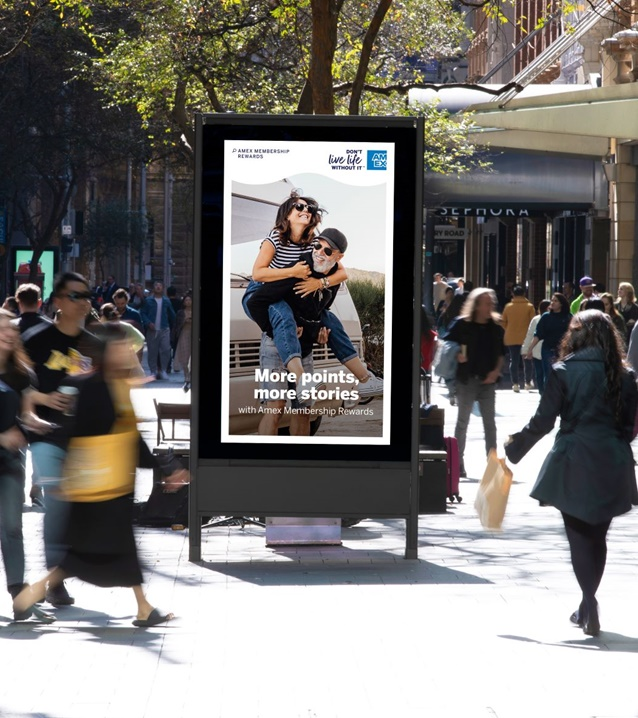 AMEX MEMBERSHIP
REWARDS
DON'T
live life
WITHOUT IT
AM
EX
SEPHORA
More points,
more stories
with Amex Membership Rewards